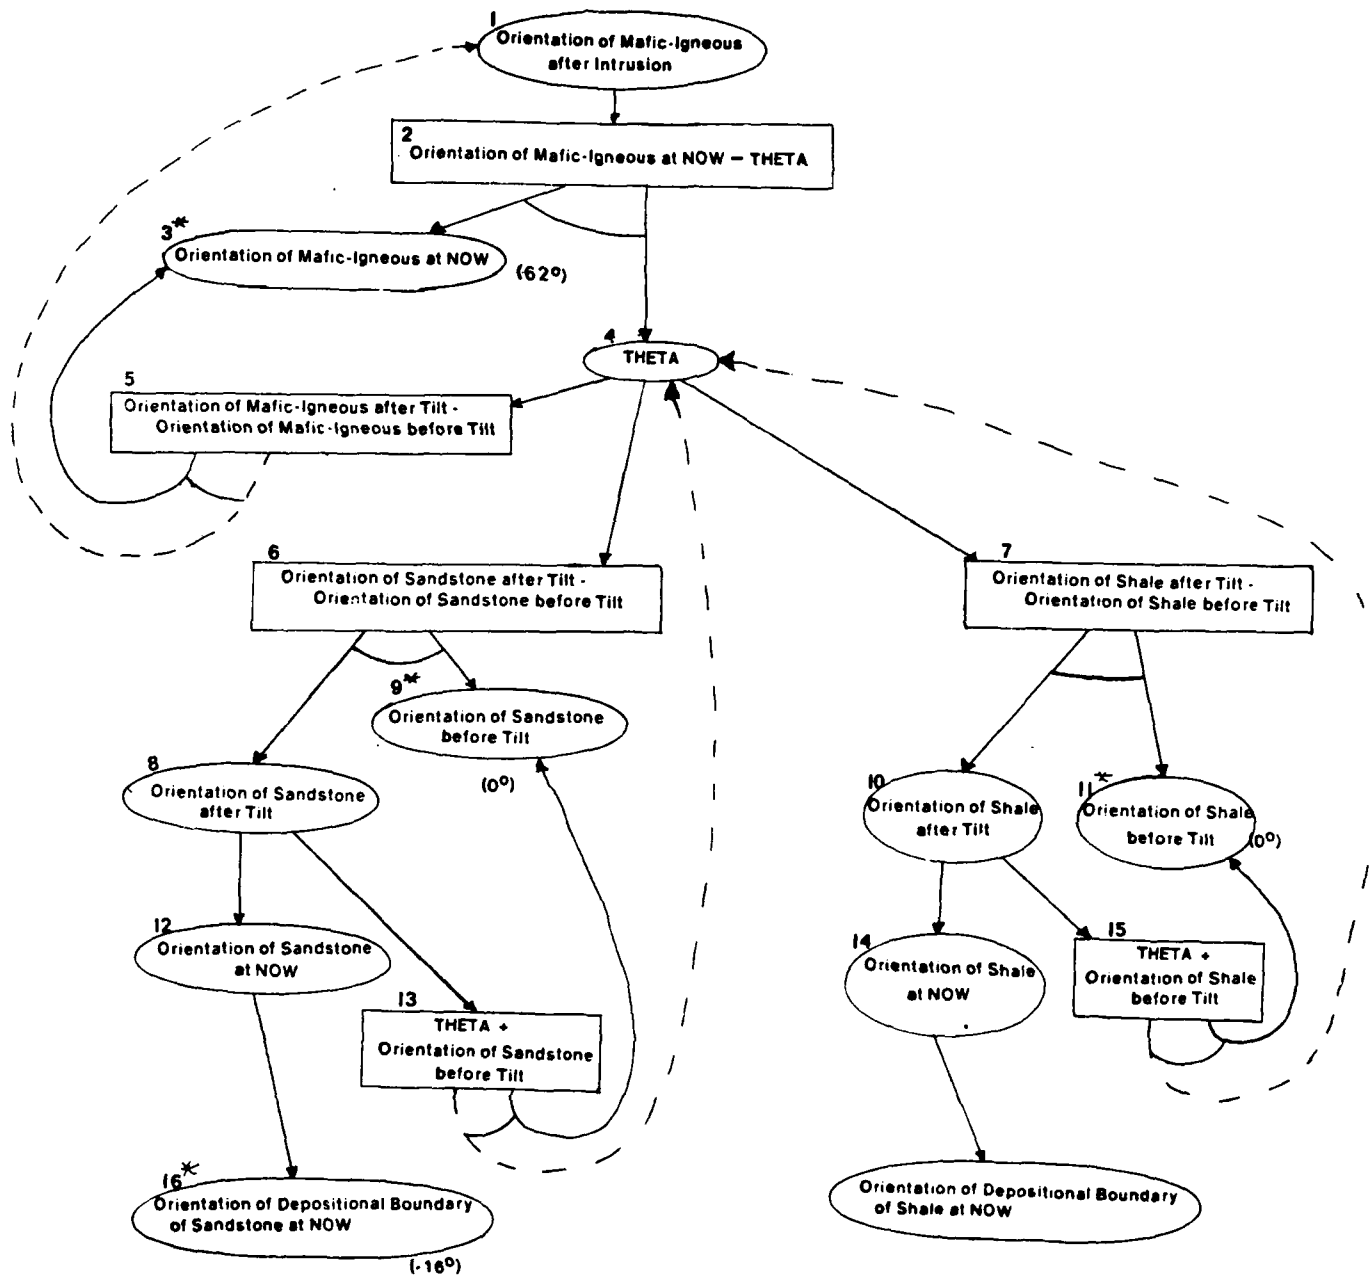 1
Orientation of Mafic-Igneous
after Intrusion
2
Orientation of Mafic-Igneous at NOW – THETA
3*
Orientation of Mafic-Igneous at NOW
(-62°)
4 *
THETA
5
Orientation of Mafic-Igneous after Tilt -
Orientation of Mafic-Igneous before Tilt
6
Orientation of Sandstone after Tilt -
Orientation of Sandstone before Tilt
7
Orientation of Shale after Tilt -
Orientation of Shale before Tilt
8
Orientation of Sandstone
after Tilt
9*
Orientation of Sandstone
before Tilt
(0°)
10
Orientation of Shale
after Tilt
11*
Orientation of Shale
before Tilt
(0°)
12
Orientation of Sandstone
at NOW
13
THETA +
Orientation of Sandstone
before Tilt
14
Orientation of Shale
at NOW
15
THETA +
Orientation of Shale
before Tilt
16*
Orientation of Depositional Boundary
of Sandstone at NOW
(-16°)
Orientation of Depositional Boundary
of Shale at NOW